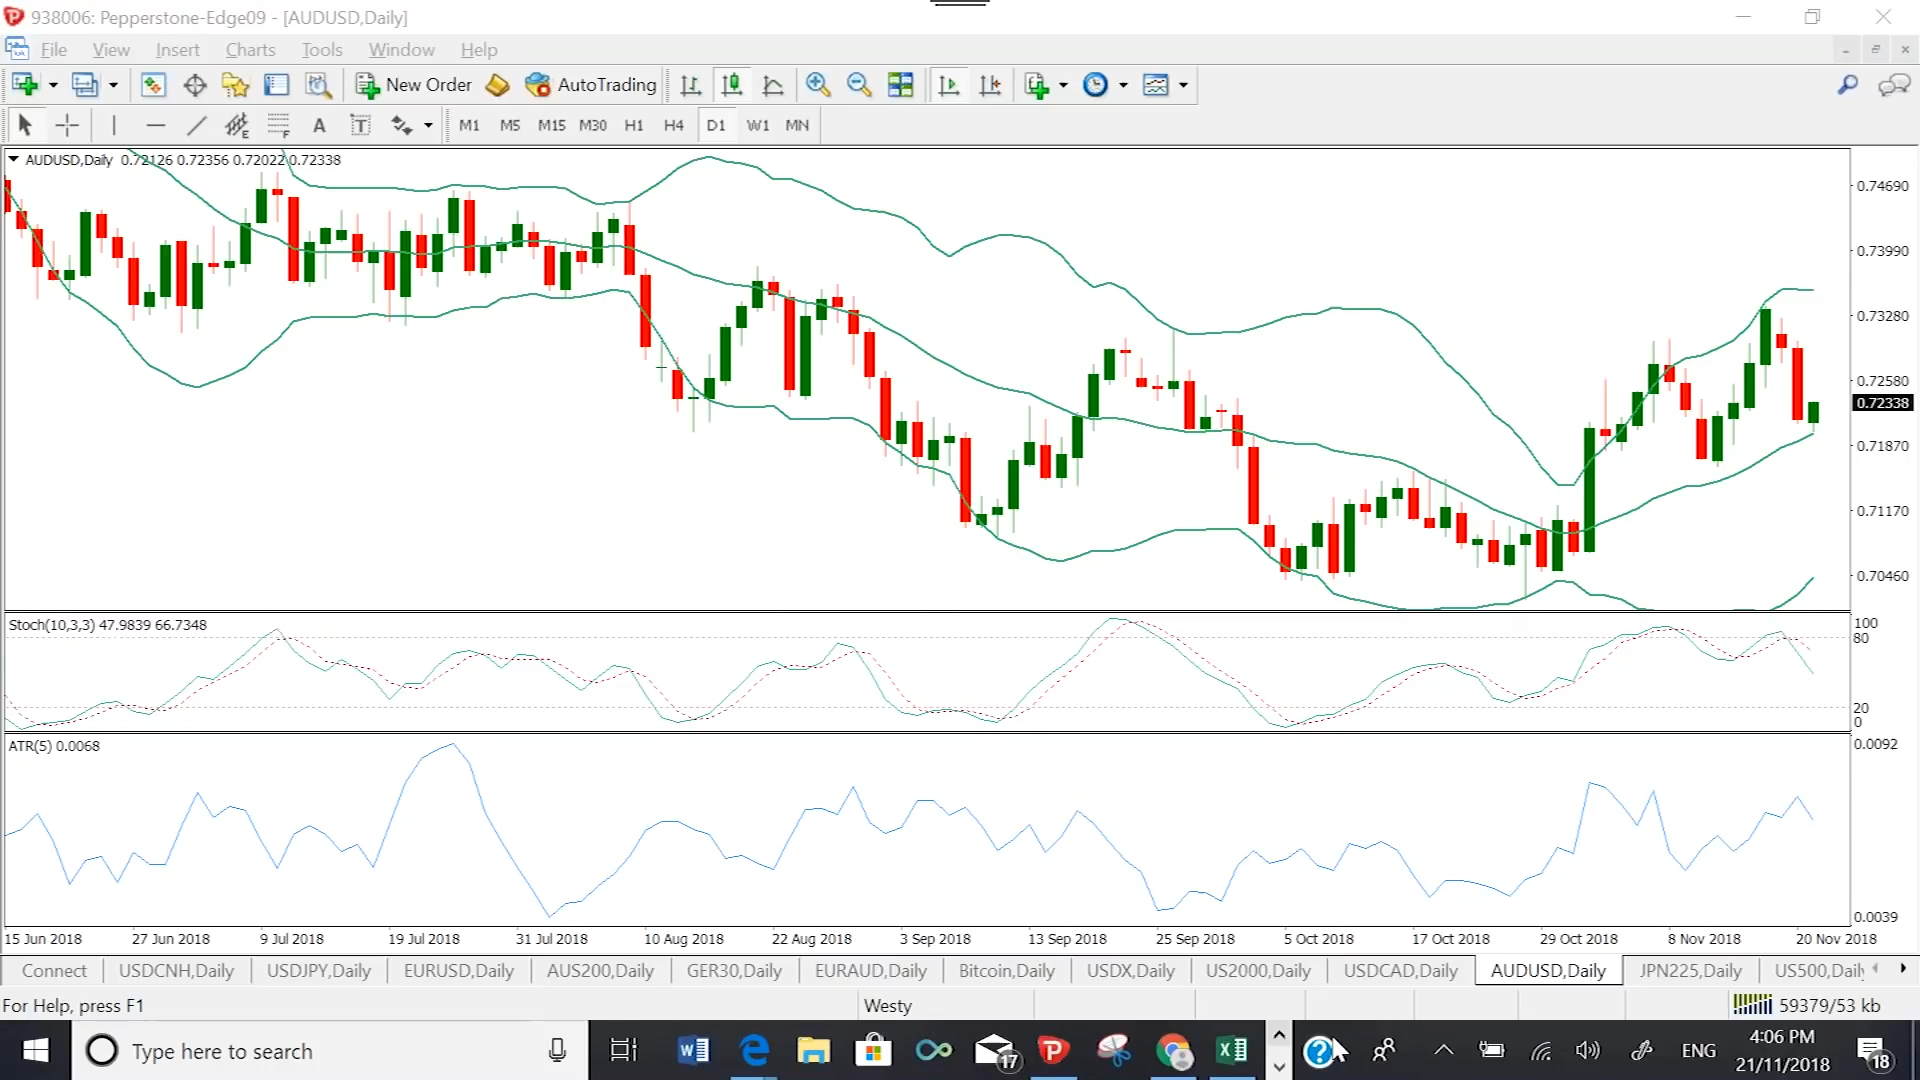 938006: Pepperstone-Edge09 - [AUDUSD,Daily]
File View Insert Charts Tools Window Help
New Order AutoTrading
A T M1 M5 M15 M30 H1 H4 D1 W1 MN
AUDUSD,Daily 0.72126 0.72356 0.72022 0.72338
0.74690
0.73990
0.73280
0.72580
0.72338
0.71870
0.71170
0.70460
Stoch(10,3,3) 47.9839 66.7348
100
80
20
0
ATR(5) 0.0068
0.0092
0.0039
15 Jun 2018 27 Jun 2018 9 Jul 2018 19 Jul 2018 31 Jul 2018 10 Aug 2018 22 Aug 2018 3 Sep 2018 13 Sep 2018 25 Sep 2018 5 Oct 2018 17 Oct 2018 29 Oct 2018 8 Nov 2018 20 Nov 2018
Connect USDCNH,Daily USDJPY,Daily EURUSD,Daily AUS200,Daily GER30,Daily EURAUD,Daily Bitcoin,Daily USDX,Daily US2000,Daily USDCAD,Daily AUDUSD,Daily JPN225,Daily US500,Daily
For Help, press F1 Westy 59379/53 kb
Type here to search 17 ENG 4:06 PM 18
21/11/2018